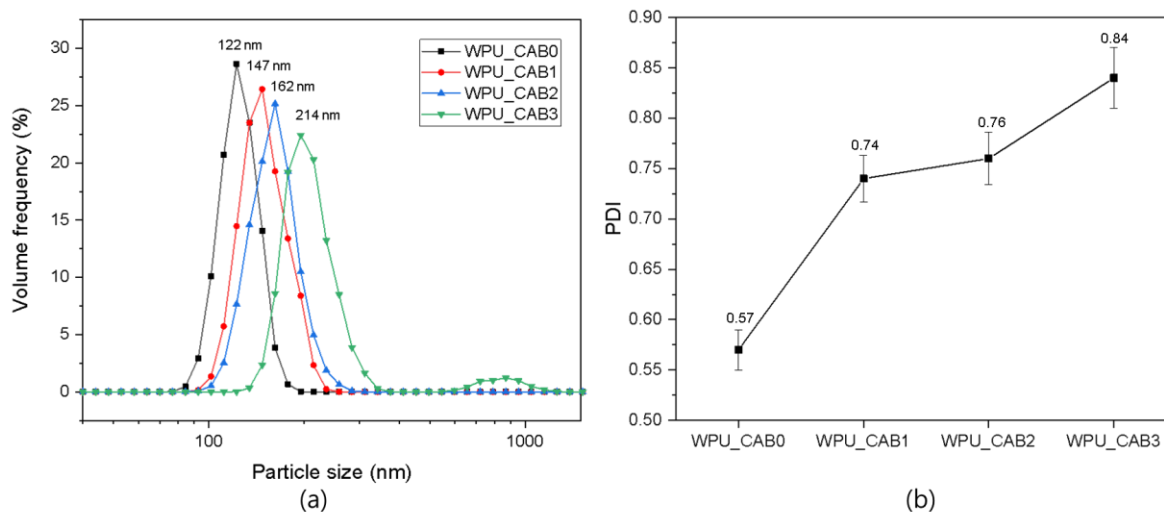 (a)
30
25
20
15
10
5
0
Volume frequency (%)
122 nm
147 nm
162 nm
214 nm
WPU_CAB0
WPU_CAB1
WPU_CAB2
WPU_CAB3
100
1000
Particle size (nm)
(a)
0.90
0.85
0.80
0.75
0.70
0.65
0.60
0.55
0.50
PDI
0.57
0.74
0.76
0.84
WPU_CAB0
WPU_CAB1
WPU_CAB2
WPU_CAB3
(b)